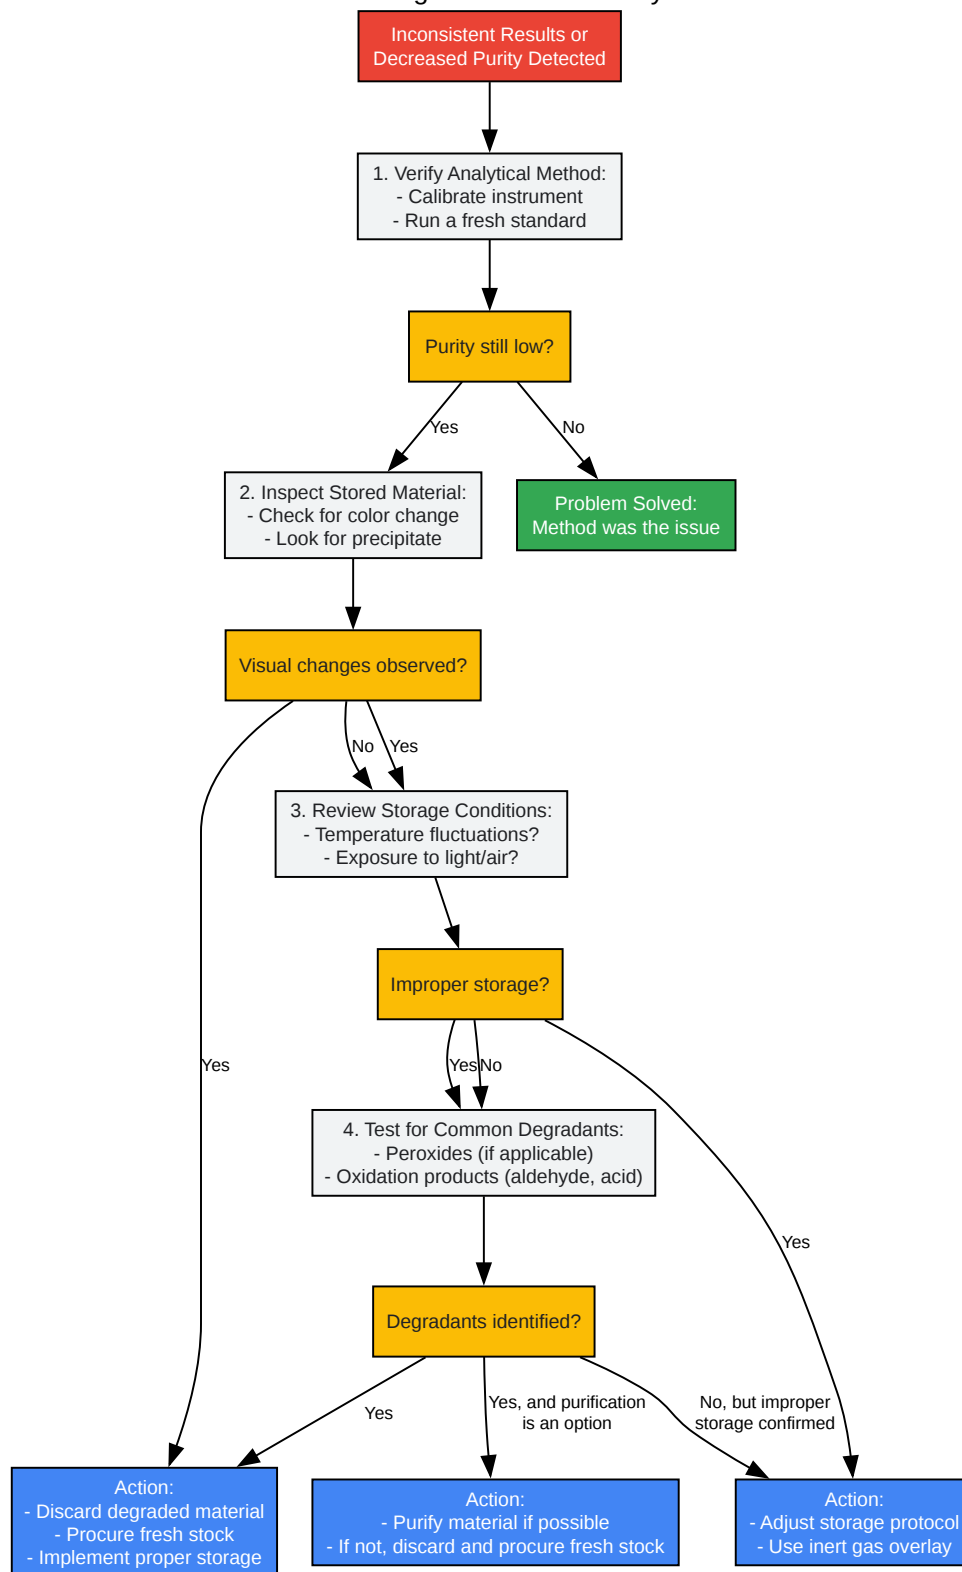 Inconsistent Results or
Decreased Purity Detected
1. Verify Analytical Method:
- Calibrate instrument
- Run a fresh standard
Purity still low?
Yes
No
2. Inspect Stored Material:
- Check for color change
- Look for precipitate
Problem Solved:
Method was the issue
Visual changes observed?
No
Yes
3. Review Storage Conditions:
- Temperature fluctuations?
- Exposure to light/air?
Improper storage?
Yes
Yes
No
4. Test for Common Degradants:
- Peroxides (if applicable)
- Oxidation products (aldehyde, acid)
Yes
Degradants identified?
Yes
Yes, and purification
is an option
No, but improper
storage confirmed
Action:
- Discard degraded material
- Procure fresh stock
- Implement proper storage
Action:
- Purify material if possible
- If not, discard and procure fresh stock
Action:
- Adjust storage protocol
- Use inert gas overlay